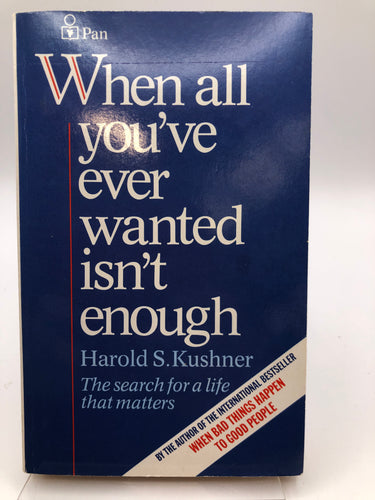 Pan
When all
you've
ever
wanted
isn't
enough
Harold S. Kushner
The search for a life
that matters
BY THE AUTHOR OF THE INTERNATIONAL BESTSELLER
WHEN BAD THINGS HAPPEN
TO GOOD PEOPLE